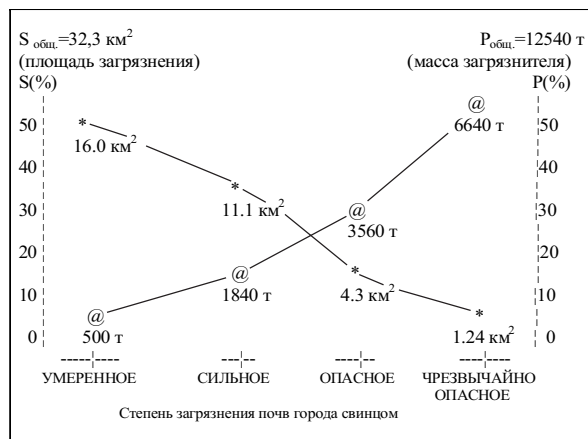 S общ.=32,3 км² Pобщ.=12540 т
(площадь загрязнения) (масса загрязнителя)
S(%) P(%)
@
50 * 6640 т 50
16.0 км²
40 * 40
11.1 км²
30 @ 30
3560 т
20 20
@ *
10 1840 т 4.3 км² 10
@ *
0 500 т 1.24 км² 0
УМЕРЕННОЕ СИЛЬНОЕ ОПАСНОЕ ЧРЕЗВЫЧАЙНО
ОПАСНОЕ
Степень загрязнения почв города свинцом